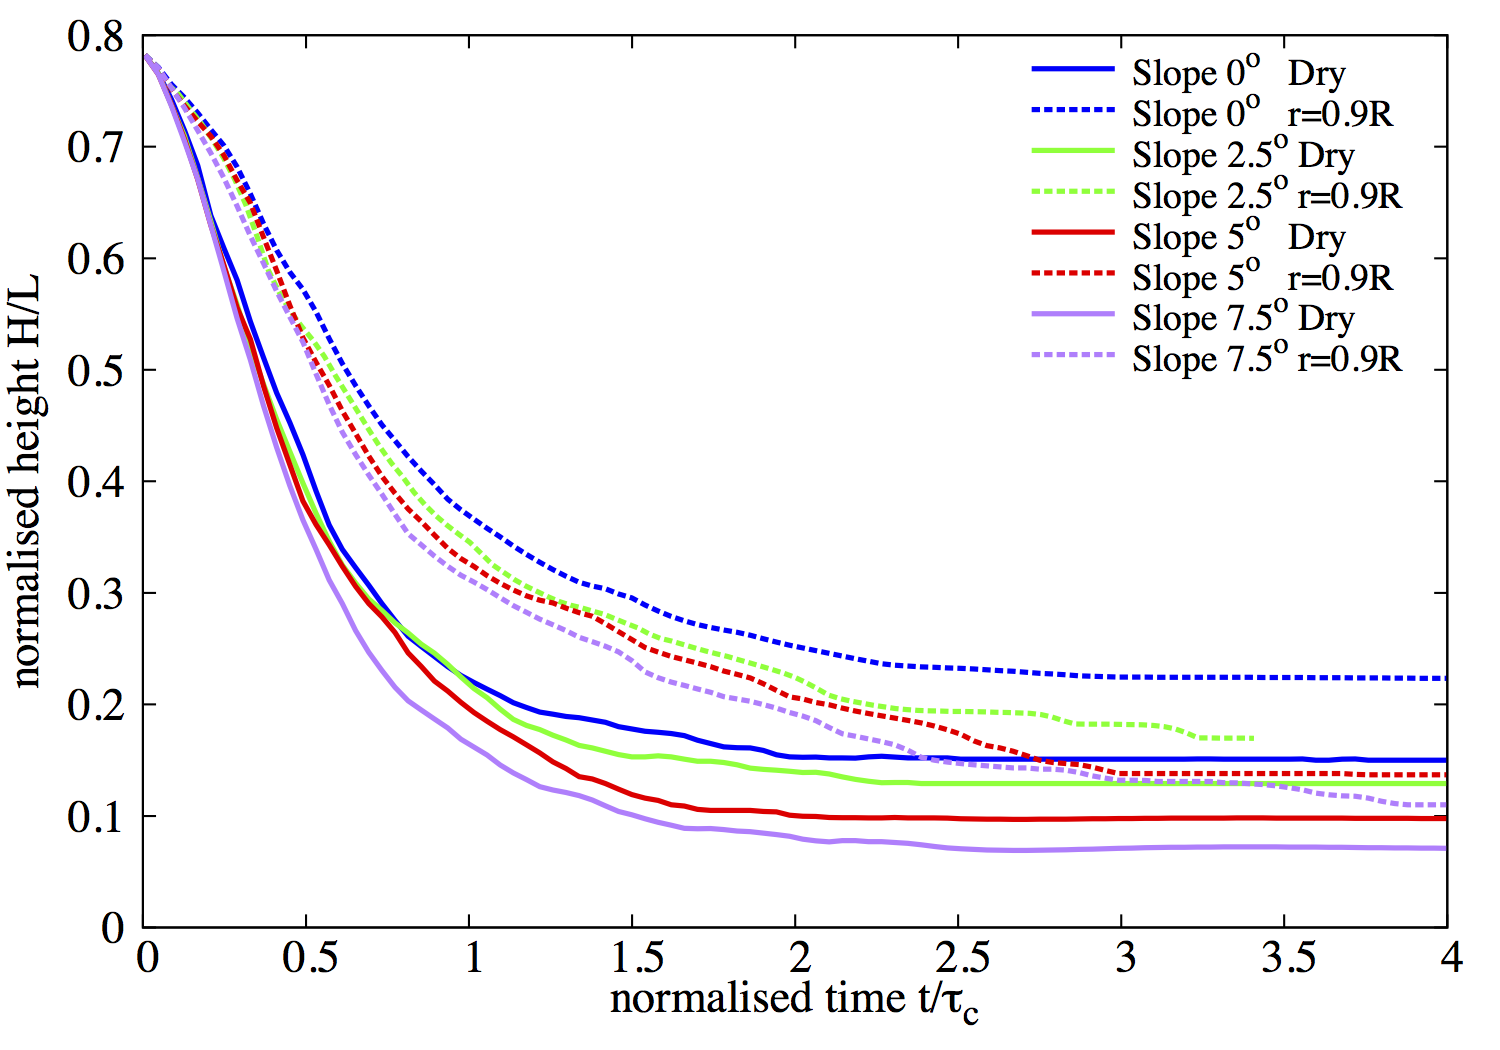 0.8
0.7
0.6
0.5
0.4
0.3
0.2
0.1
0
normalised height H/L
Slope 0° Dry
Slope 0° r=0.9R
Slope 2.5° Dry
Slope 2.5° r=0.9R
Slope 5° Dry
Slope 5° r=0.9R
Slope 7.5° Dry
Slope 7.5° r=0.9R
0 0.5 1 1.5 2 2.5 3 3.5 4
normalised time t/τc